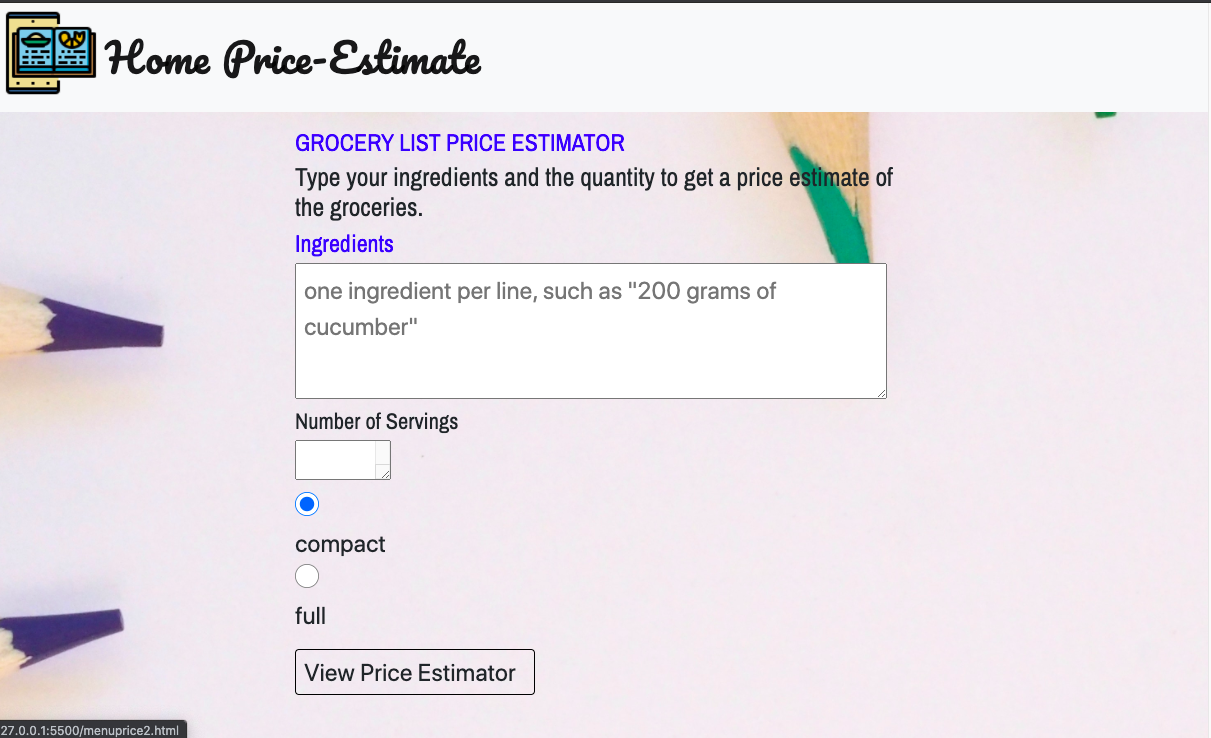 Home Price-Estimate
GROCERY LIST PRICE ESTIMATOR
Type your ingredients and the quantity to get a price estimate of
the groceries.
Ingredients
one ingredient per line, such as "200 grams of
cucumber"
Number of Servings
compact
full
View Price Estimator
27.0.0.1:5500/menuprice2.html